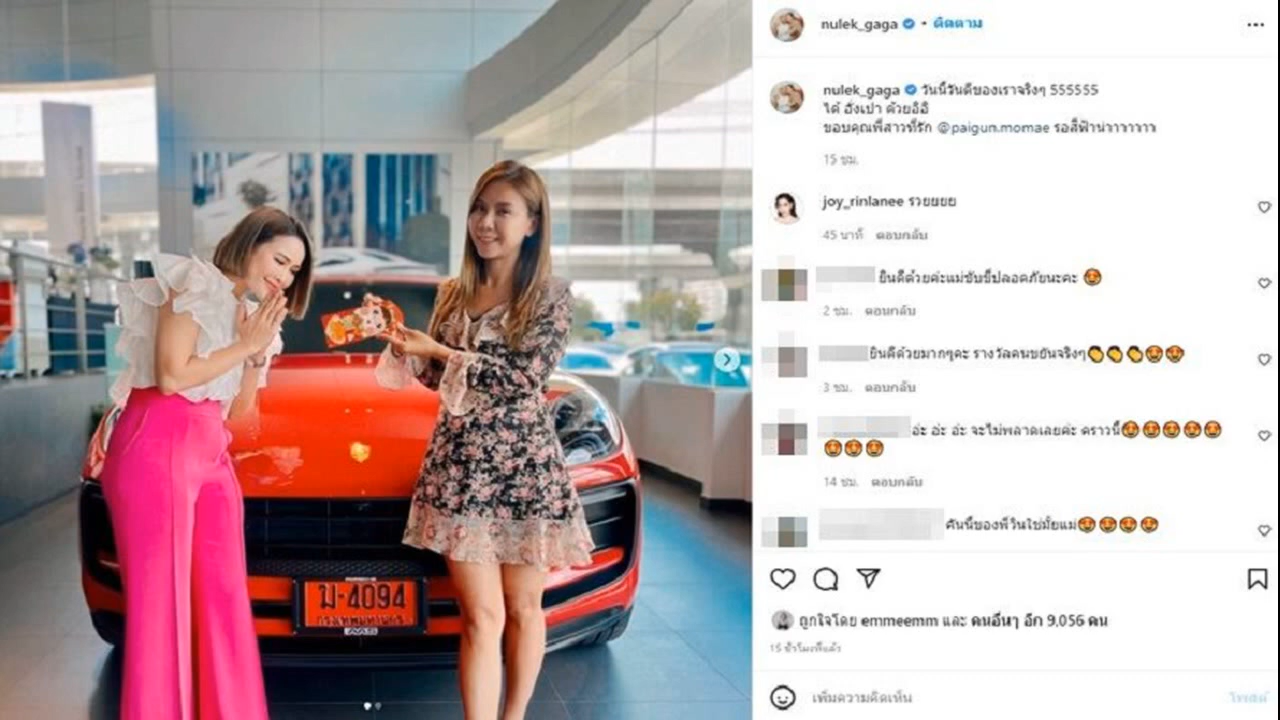 nulek_gaga • ติดตาม
nulek_gaga วันนี้วันดีของเราจริงๆ 555555
ได้ อั่งเปา ด้วยอิอิ
ขอบคุณพี่สาวที่รัก @paigun.momae รอสีฟ้าน่าาาาาาา
15 ชม.
joy_rinlanee รวยยยย
45 นาที ตอบกลับ
ยินดีด้วยค่ะแม่ขับขี่ปลอดภัยนะคะ 😍
2 ชม. ตอบกลับ
ยินดีด้วยมากๆคะ รางวัลคนขยันจริงๆ👏👏👏😍😍
3 ชม. ตอบกลับ
อ่ะ อ่ะ อ่ะ จะไม่พลาดเลยค่ะ คราวนี้😍😍😍😍😍
😍😍😍
14 ชม. ตอบกลับ
คันนี้ของพี่วินใช่มั้ยแม่😍😍😍😍
ถูกใจโดย emmeemm และ คนอื่นๆ อีก 9,056 คน
15 ชั่วโมงที่แล้ว
เพิ่มความคิดเห็น
โพสต์
ฆ-4094
กรุงเทพมหานคร